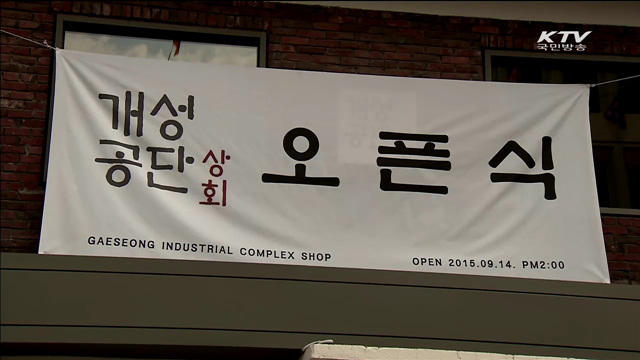 KTV
국민방송
개성
공단 상회 오픈식
GAESEONG INDUSTRIAL COMPLEX SHOP
OPEN 2015.09.14. PM2:00